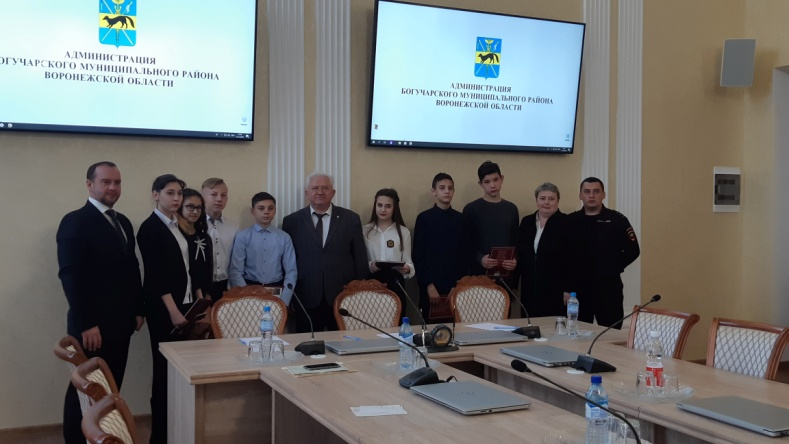 АДМИНИСТРАЦИЯ
БОГУЧАРСКОГО МУНИЦИПАЛЬНОГО РАЙОНА
ВОРОНЕЖСКОЙ ОБЛАСТИ
АДМИНИСТРАЦИЯ
БОГУЧАРСКОГО МУНИЦИПАЛЬНОГО РАЙОНА
ВОРОНЕЖСКОЙ ОБЛАСТИ